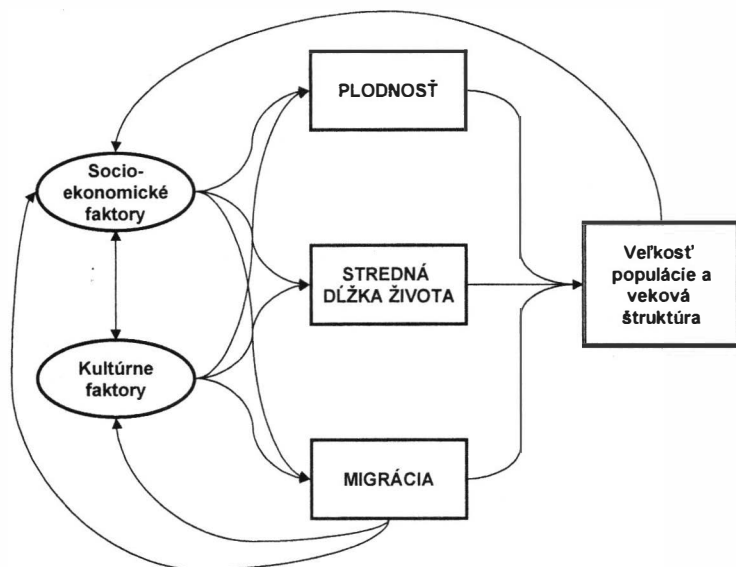 PLODNOSŤ
Socio-
ekonomické
faktory
STREDNÁ
DĹŽKA ŽIVOTA
Veľkosť
populácie a
veková
štruktúra
Kultúrne
faktory
MIGRÁCIA